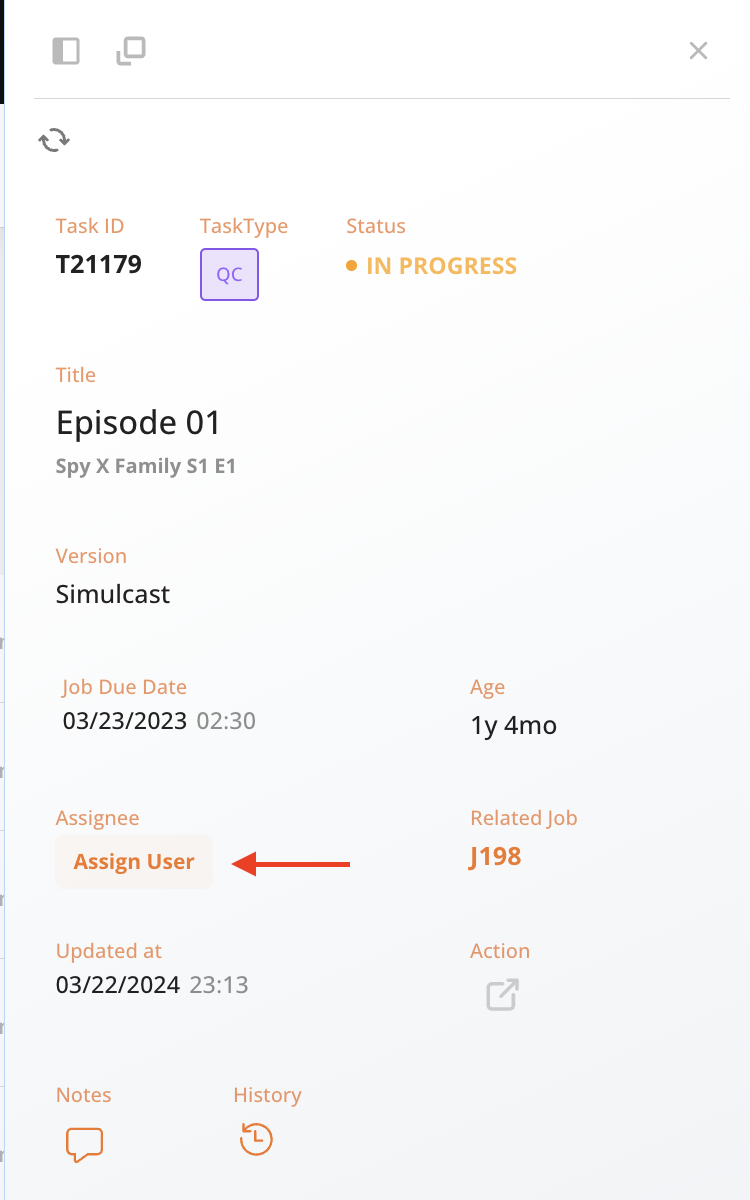 Task ID
TaskType
Status
T21179
QC
IN PROGRESS
Title
Episode 01
Spy X Family S1 E1
Version
Simulcast
Job Due Date
Age
03/23/2023 02:30
1y 4mo
Assignee
Related Job
Assign User
J198
Updated at
Action
03/22/2024 23:13
Notes
History